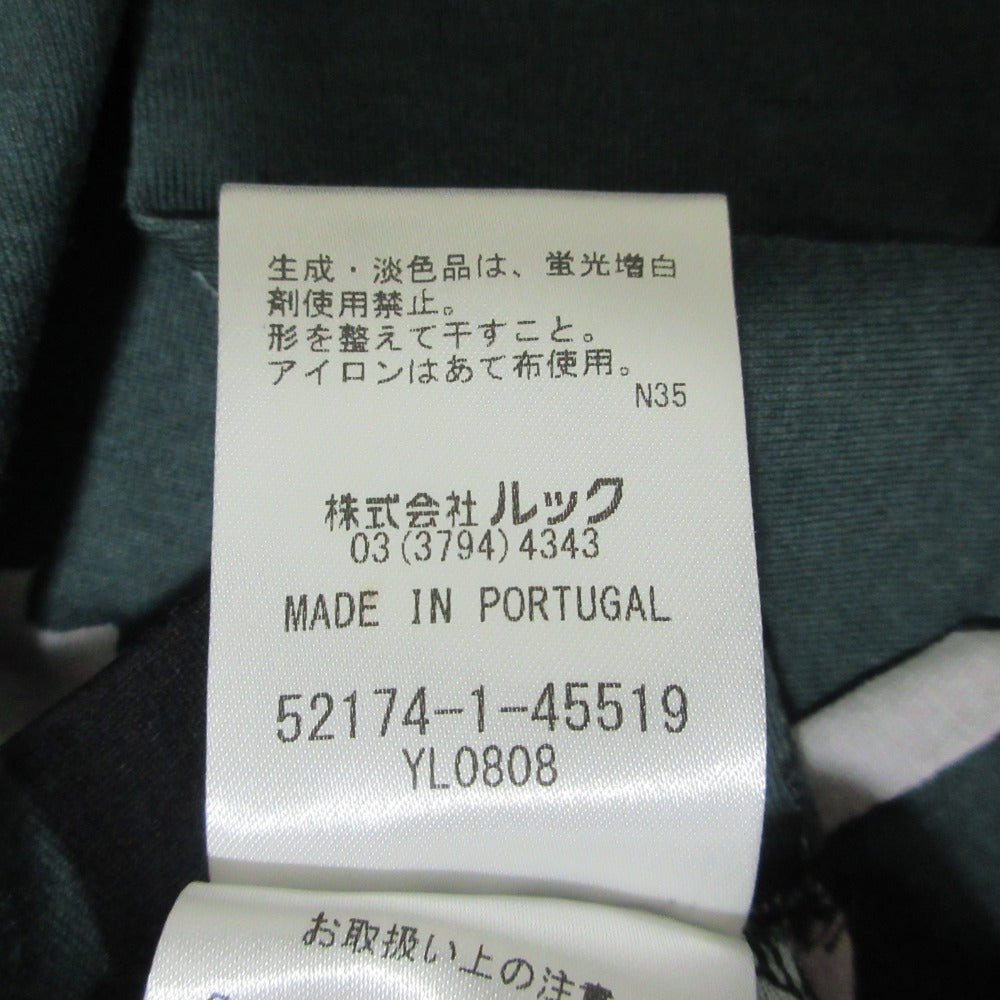 生成・淡色品は、蛍光増白
剤使用禁止。
形を整えて干すこと。
アイロンはあて布使用。
N35
株式会社 ルック
03(3794)4343
MADE IN PORTUGAL
52174-1-45519
YL0808
お取扱い上の注意